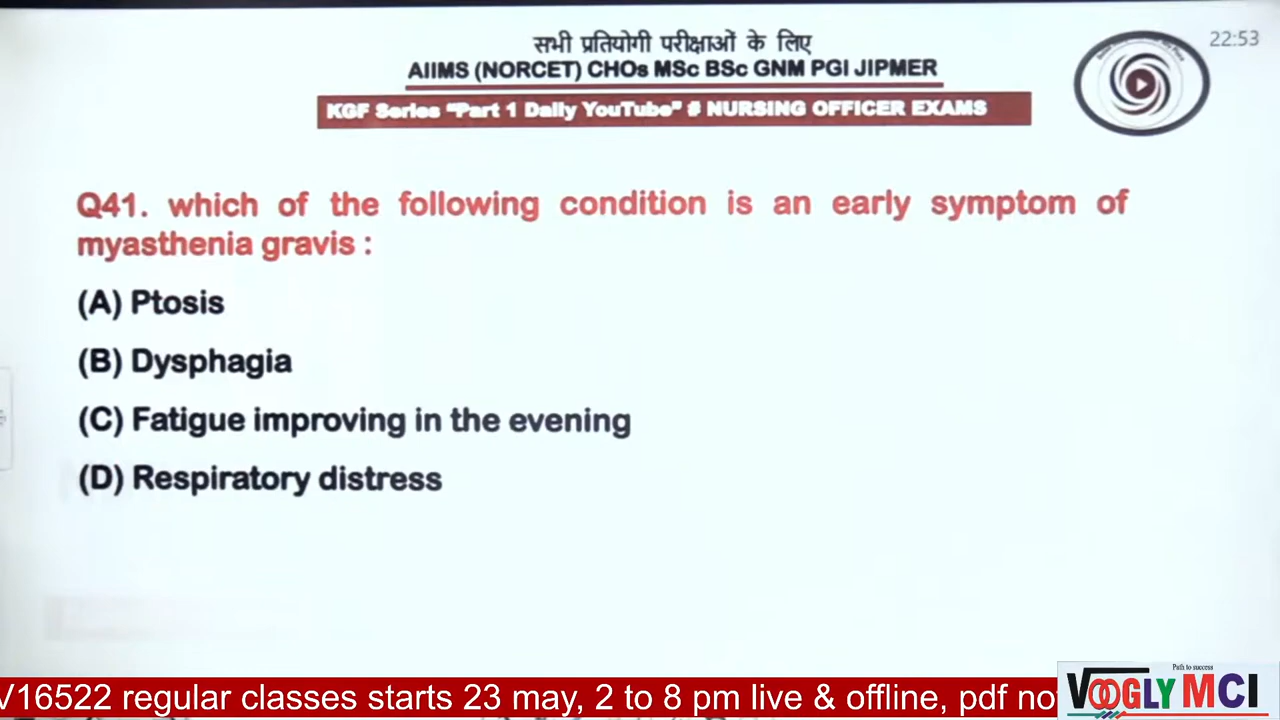 सभी प्रतियोगी परीक्षाओं के लिए
22:53
AIIMS (NORCET) CHOs MSc BSc GNM PGI JIPMER
KGF Series "Part 1 Daily YouTube" # NURSING OFFICER EXAMS
Q41. which of the following condition is an early symptom of
myasthenia gravis :
(A) Ptosis
(B) Dysphagia
(C) Fatigue improving in the evening
(D) Respiratory distress
V16522 regular classes starts 23 may, 2 to 8 pm live & offline, pdf no
Path to success
VOOGLY MCI